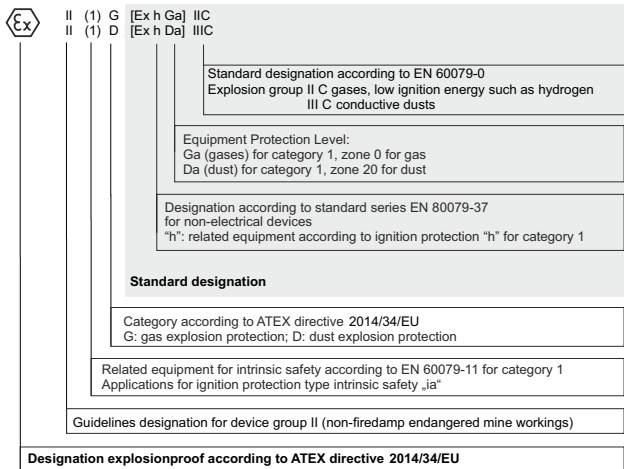 Ex II (1) G [Ex h Ga] IIC
II (1) D [Ex h Da] IIIC
Standard designation according to EN 60079-0
Explosion group II C gases, low ignition energy such as hydrogen
III C conductive dusts
Equipment Protection Level:
Ga (gases) for category 1, zone 0 for gas
Da (dust) for category 1, zone 20 for dust
Designation according to standard series EN 80079-37
for non-electrical devices
“h”: related equipment according to ignition protection “h” for category 1
Standard designation
Category according to ATEX directive 2014/34/EU
G: gas explosion protection; D: dust explosion protection
Related equipment for intrinsic safety according to EN 60079-11 for category 1
Applications for ignition protection type intrinsic safety „ia“
Guidelines designation for device group II (non-firedamp endangered mine workings)
Designation explosionproof according to ATEX directive 2014/34/EU